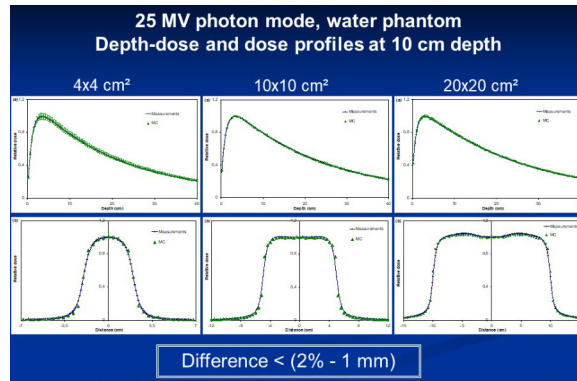 25 MV photon mode, water phantom
Depth-dose and dose profiles at 10 cm depth
4x4 cm² 10x10 cm² 20x20 cm²
Measurements
MC
Relative dose
Depth (cm)
Measurements
MC
Relative dose
Depth (cm)
Measurements
MC
Relative dose
Depth (cm)
Measurements
MC
Relative dose
Distance (cm)
Measurements
MC
Relative dose
Distance (cm)
Measurements
MC
Relative dose
Distance (cm)
Difference < (2% - 1 mm)